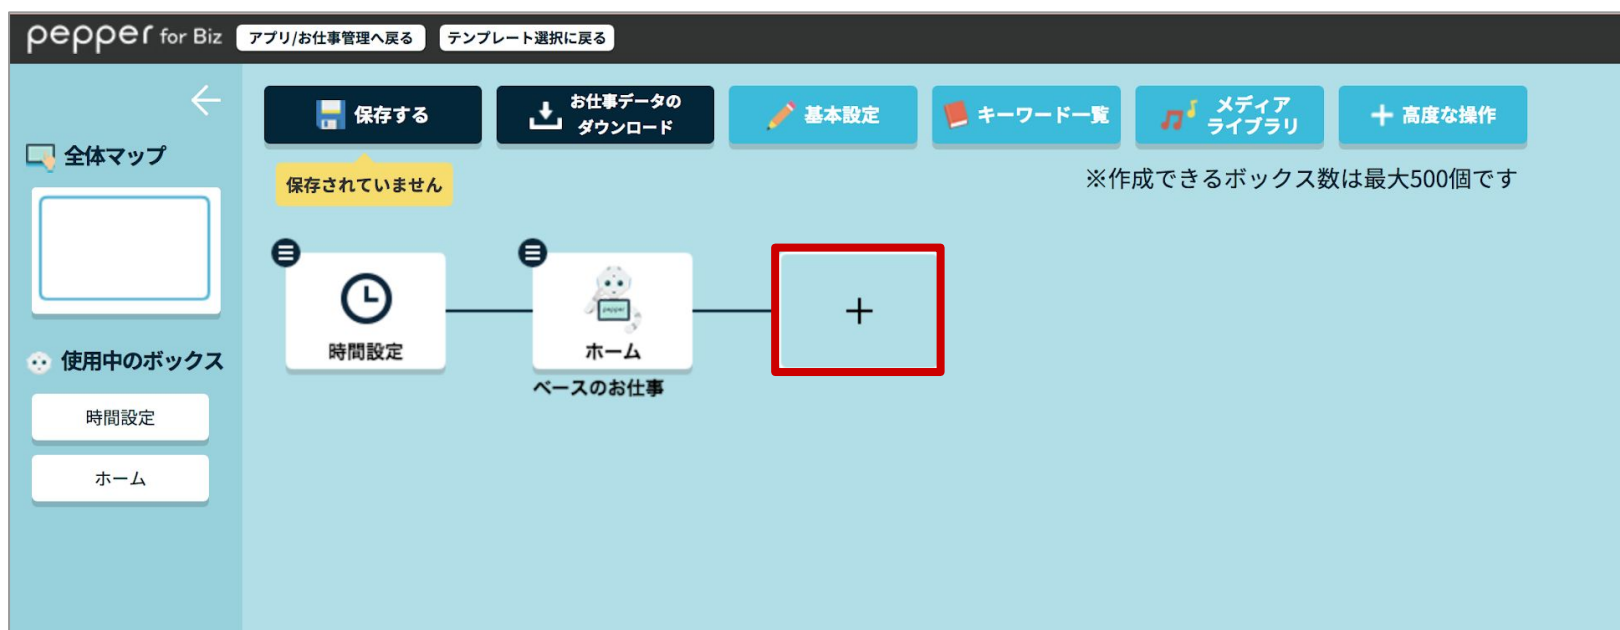 pepper for Biz アプリ/お仕事管理へ戻る テンプレート選択に戻る
保存する
お仕事データの
ダウンロード
基本設定
キーワード一覧
メディア
ライブラリ
高度な操作
全体マップ
保存されていません
※作成できるボックス数は最大500個です
時間設定
pepper
ホーム
ベースのお仕事
+
使用中のボックス
時間設定
ホーム